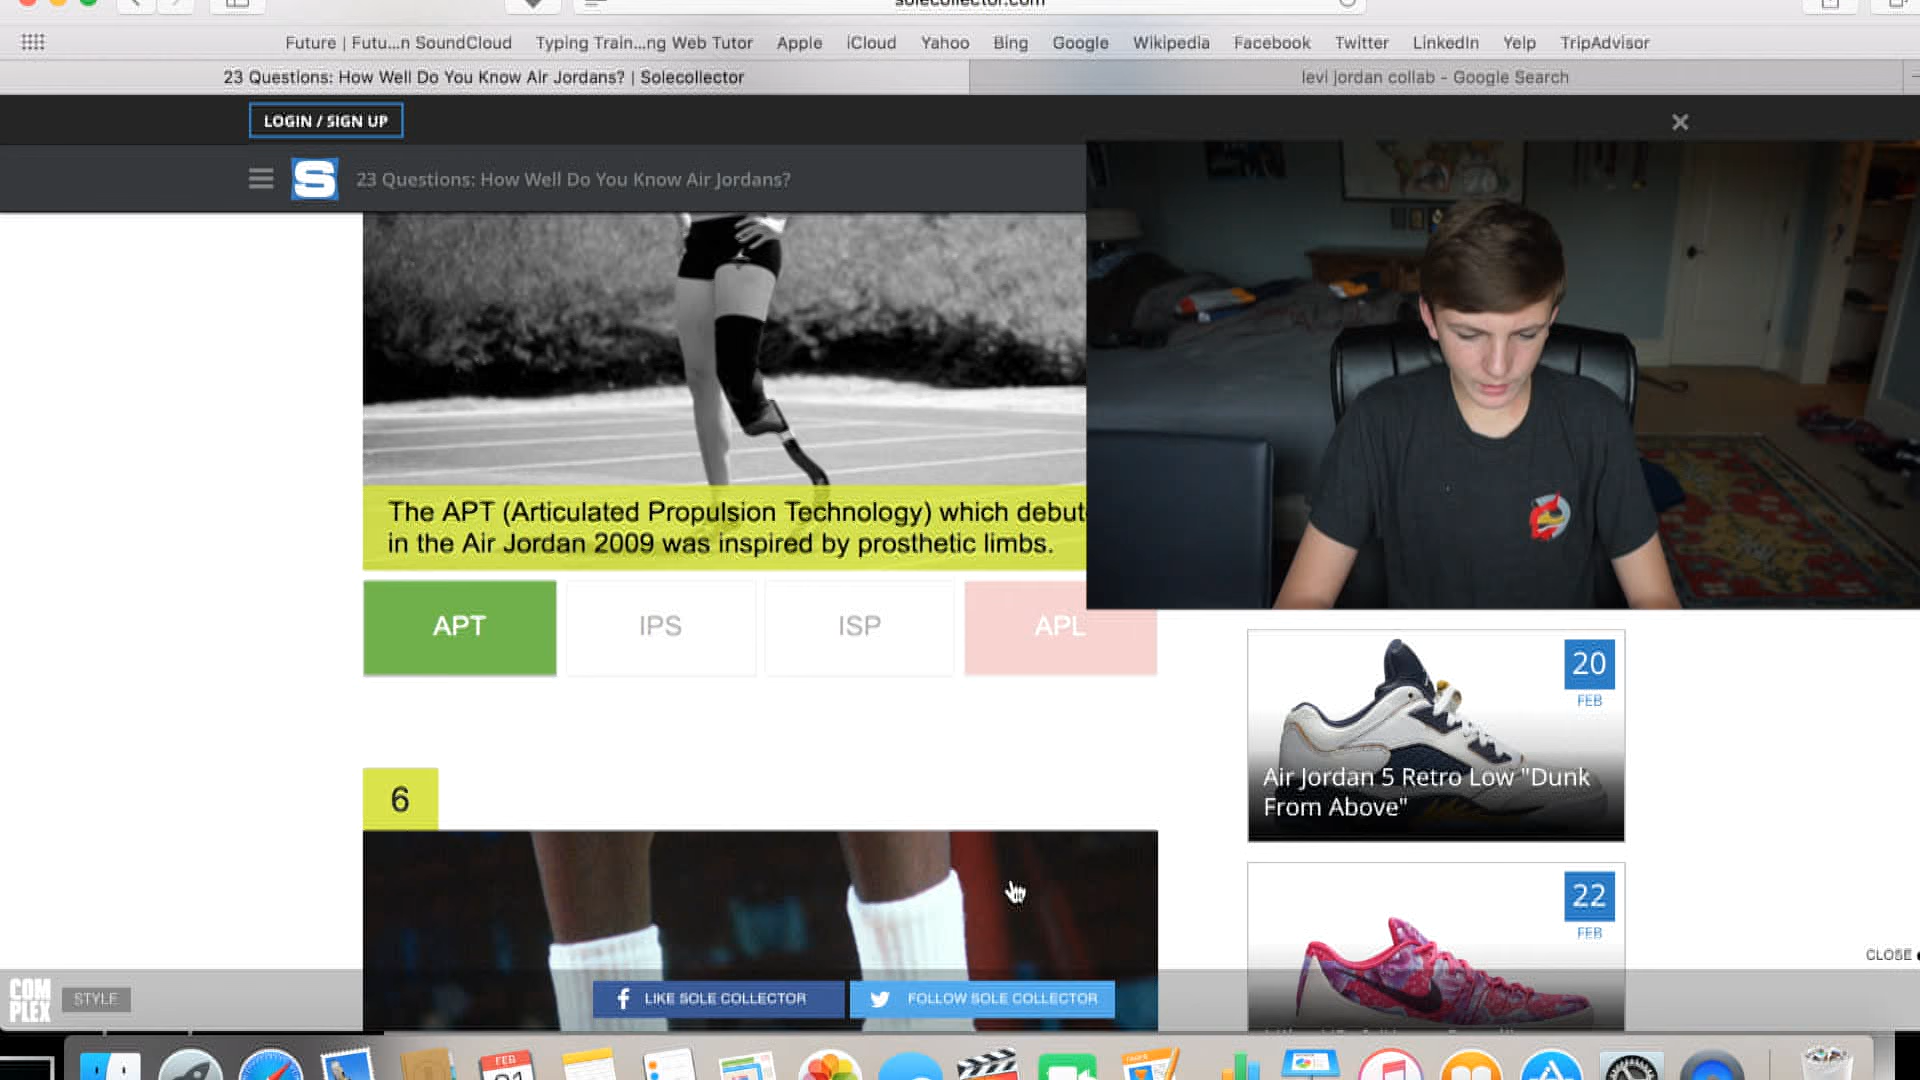 solecollector.com
Future | Futu...n SoundCloud Typing Train...ng Web Tutor Apple iCloud Yahoo Bing Google Wikipedia Facebook Twitter LinkedIn Yelp TripAdvisor
23 Questions: How Well Do You Know Air Jordans? | Solecollector levi jordan collab - Google Search
LOGIN / SIGN UP
S 23 Questions: How Well Do You Know Air Jordans?
The APT (Articulated Propulsion Technology) which debut
in the Air Jordan 2009 was inspired by prosthetic limbs.
APT IPS ISP APL
20
FEB
Air Jordan 5 Retro Low "Dunk
From Above"
6
22
FEB
CLOSE
COMPLEX
STYLE
LIKE SOLE COLLECTOR
FOLLOW SOLE COLLECTOR
FEB